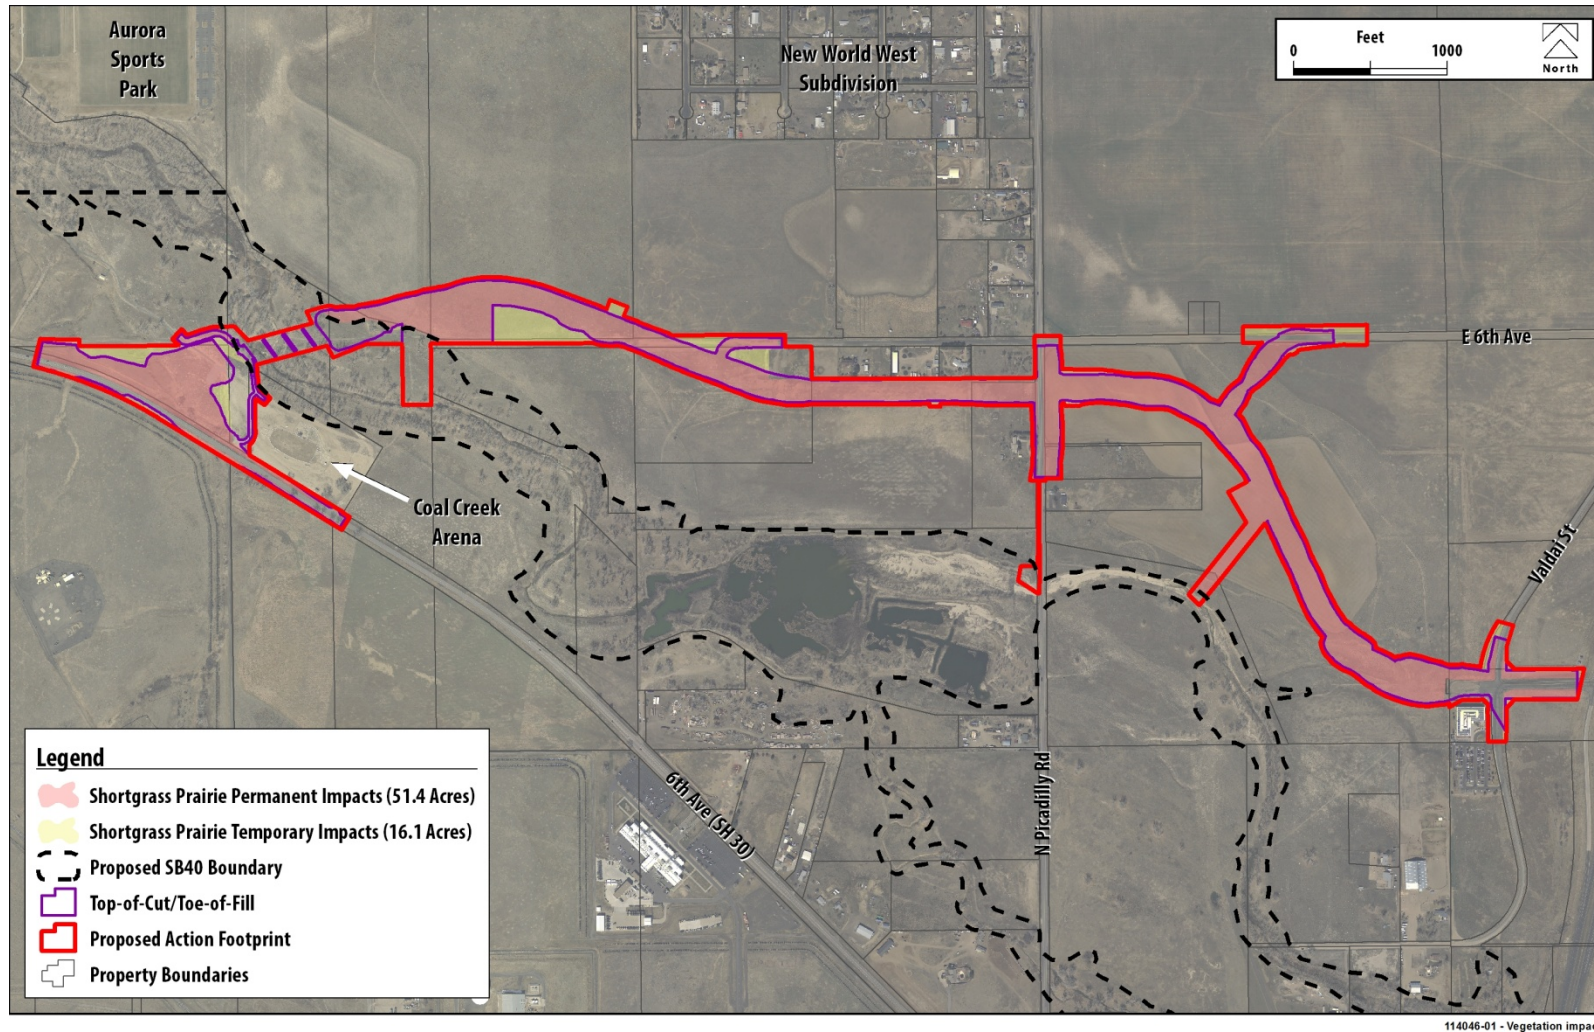 Aurora
Sports
Park
New World West
Subdivision
Feet
0 1000
North
E 6th Ave
Valdai St
Coal Creek
Arena
6th Ave (SH 30)
N Picadilly Rd
Legend
Shortgrass Prairie Permanent Impacts (51.4 Acres)
Shortgrass Prairie Temporary Impacts (16.1 Acres)
Proposed SB40 Boundary
Top-of-Cut/Toe-of-Fill
Proposed Action Footprint
Property Boundaries
114046-01 - Vegetation impa